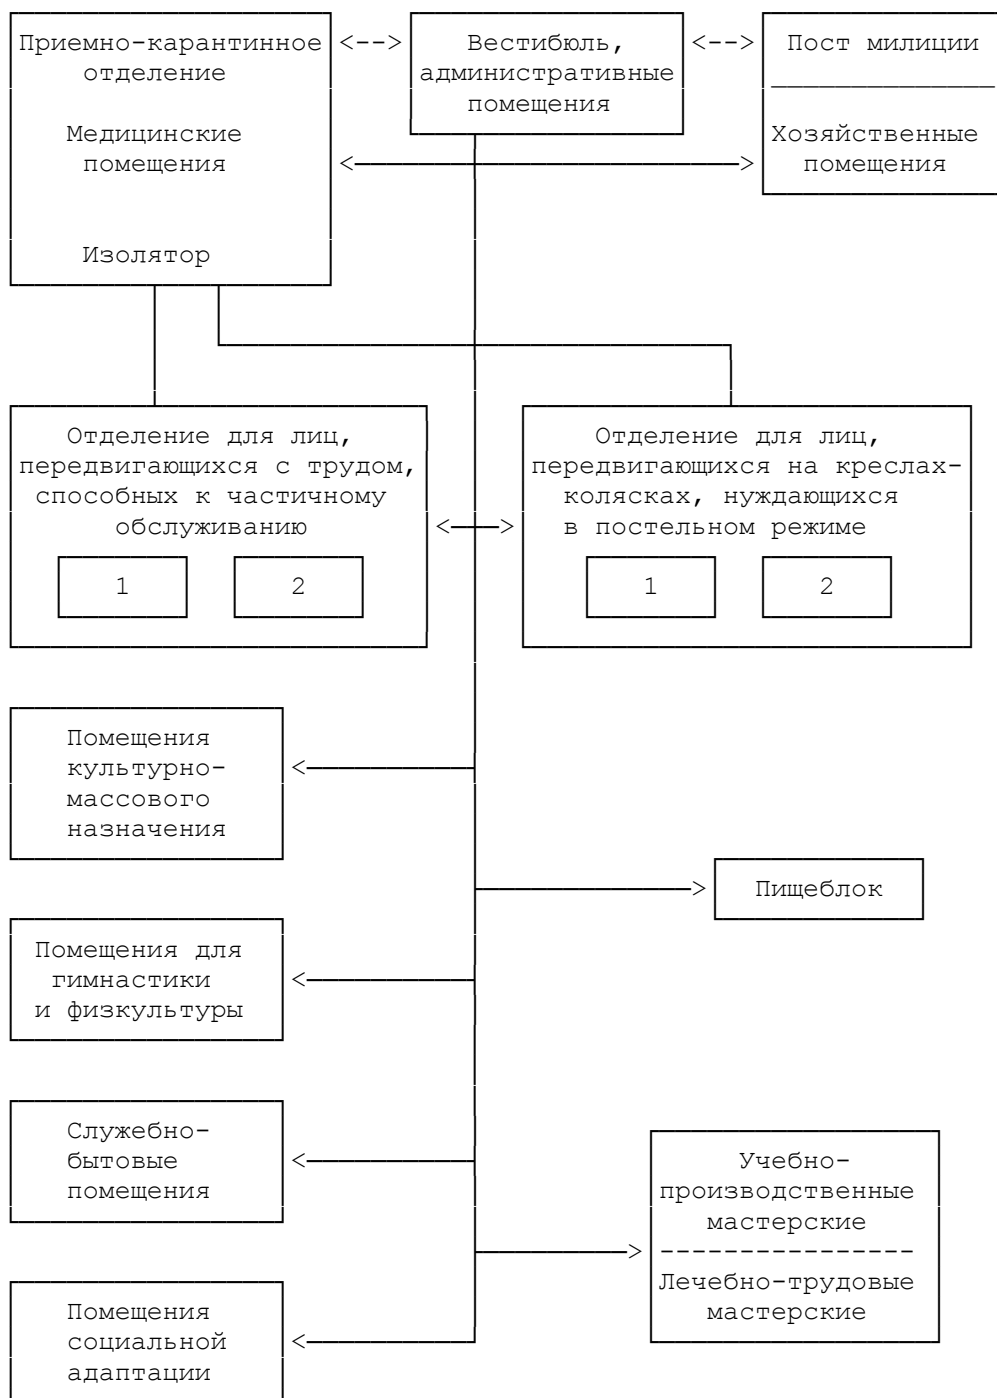 Приемно-карантинное
отделение
Медицинские
помещения
Изолятор
Вестибюль,
административные
помещения
Пост милиции
Хозяйственные
помещения
Отделение для лиц,
передвигающихся с трудом,
способных к частичному
обслуживанию
1
2
Отделение для лиц,
передвигающихся на креслах-
колясках, нуждающихся
в постельном режиме
1
2
Помещения
культурно-
массового
назначения
Пищеблок
Помещения для
гимнастики
и физкультуры
Служебно-
бытовые
помещения
Учебно-
производственные
мастерские
Лечебно-трудовые
мастерские
Помещения
социальной
адаптации